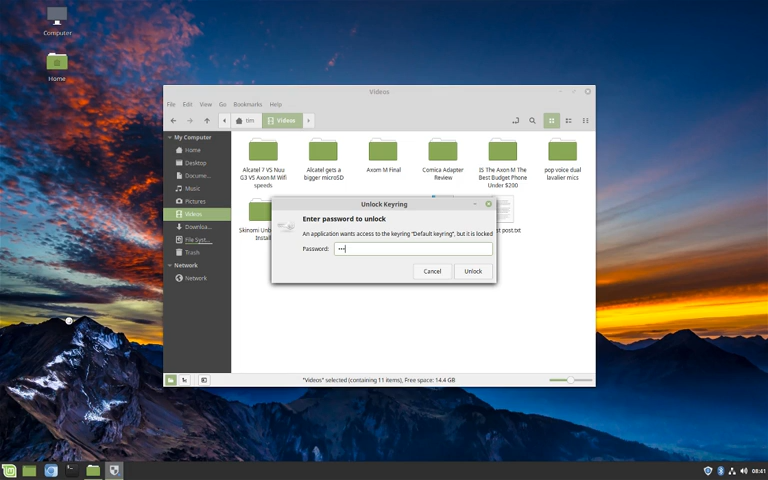 Computer
Home
Videos
File Edit View Go Bookmarks Help
tim Videos
My Computer
Home
Desktop
Docume...
Music
Pictures
Videos
Downloa...
File Syst...
Trash
Network
Network
Alcatel 7 VS Nuu G3 VS Axon M Wifi speeds
Alcatel gets a bigger microSD
Axom M Final
Comica Adapter Review
IS The Axon M The Best Budget Phone Under $200
pop voice dual lavalier mics
Skinomi Unb
Install
st post.txt
Unlock Keyring
Enter password to unlock
An application wants access to the keyring "Default keyring", but it is locked
Password:
Cancel Unlock
"Videos" selected (containing 11 items), Free space: 14.4 GB
08:41